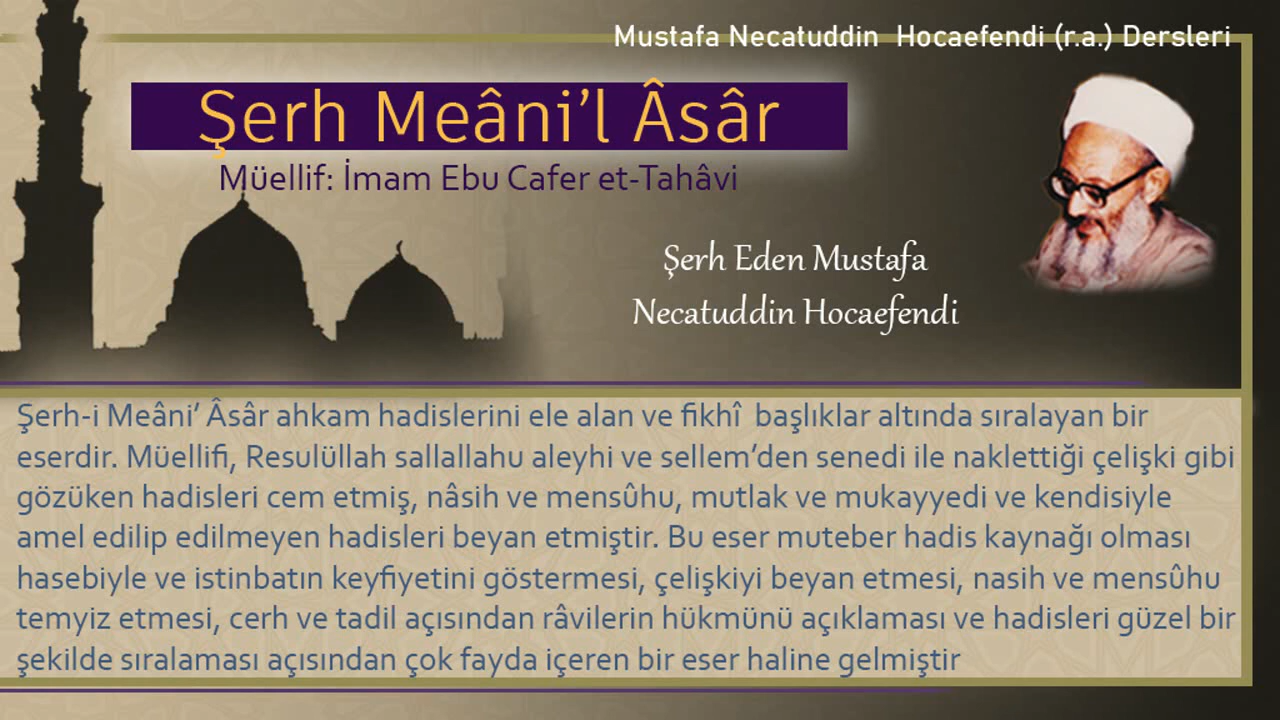 Mustafa Necatuddin Hocaefendi (r.a.) Dersleri
Şerh Meâni’l Âsâr
Müellif: İmam Ebu Cafer et-Tahâvi
Şerh Eden Mustafa
Necatuddin Hocaefendi
Şerh-i Meâni’ Âsâr ahkam hadislerini ele alan ve fikhî başlıklar altında sıralayan bir
eserdir. Müellifi, Resulüllah sallallahu aleyhi ve sellem’den senedi ile naklettiği çelişki gibi
gözüken hadisleri cem etmiş, nâsih ve mensûhu, mutlak ve mukayyedi ve kendisiyle
amel edilip edilmeyen hadisleri beyan etmiştir. Bu eser muteber hadis kaynağı olması
hasebiyle ve istinbatın keyfiyetini göstermesi, çelişkiyi beyan etmesi, nasih ve mensûhu
temyiz etmesi, cerh ve tadil açısından râvilerin hükmünü açıklaması ve hadisleri güzel bir
şekilde sıralaması açısından çok fayda içeren bir eser haline gelmiştir